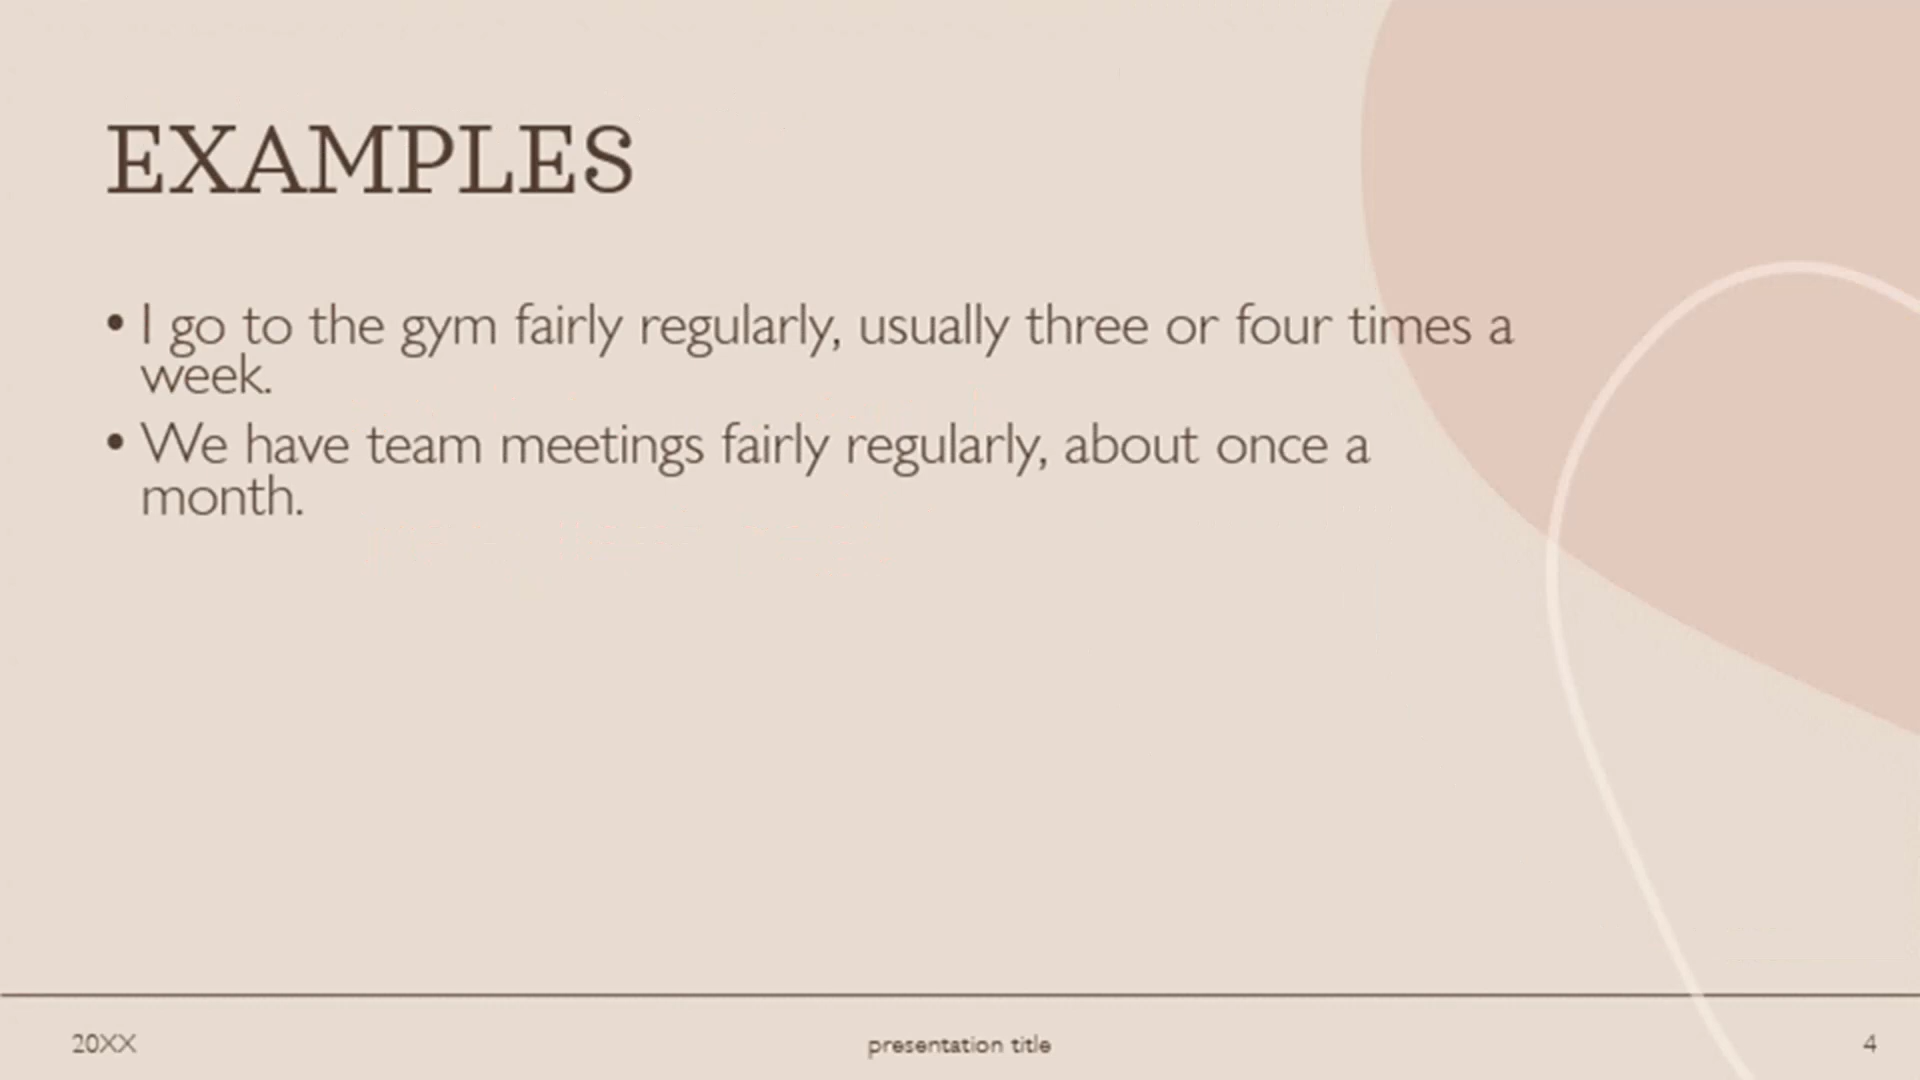 EXAMPLES
• I go to the gym fairly regularly, usually three or four times a
week.
• We have team meetings fairly regularly, about once a
month.
20XX
presentation title
4